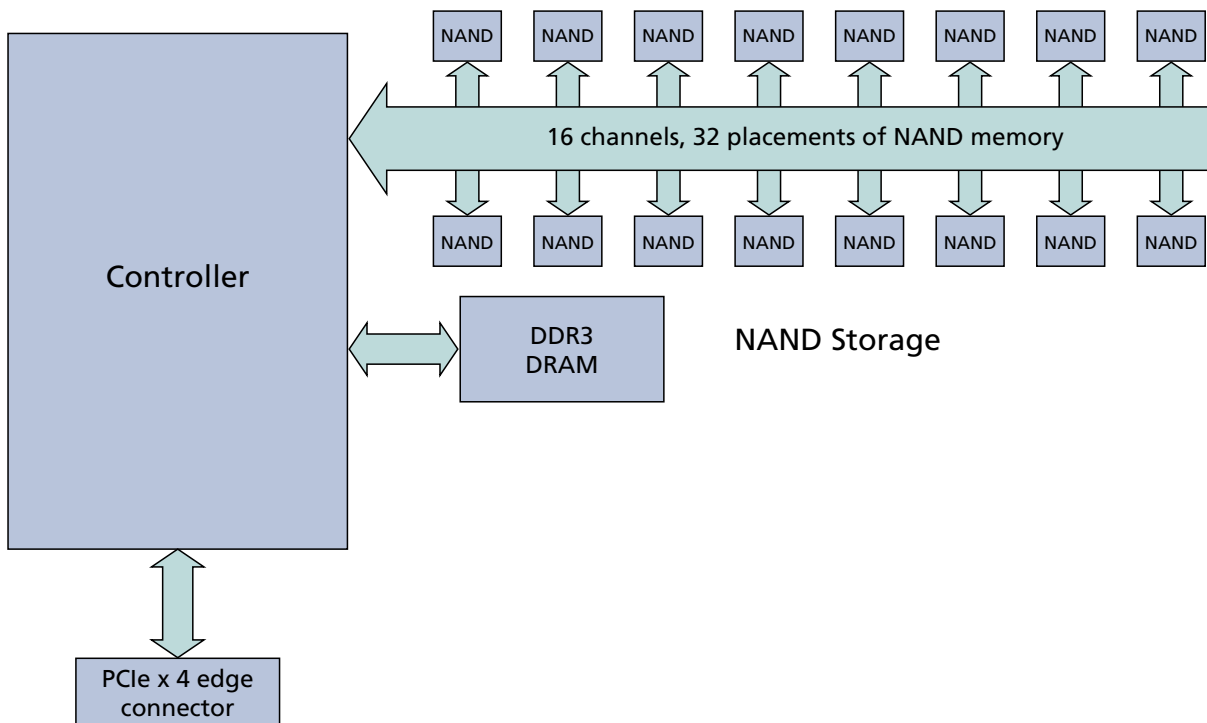 NAND NAND NAND NAND NAND NAND NAND NAND
16 channels, 32 placements of NAND memory
NAND NAND NAND NAND NAND NAND NAND NAND
Controller
DDR3
DRAM
NAND Storage
PCIe x 4 edge
connector